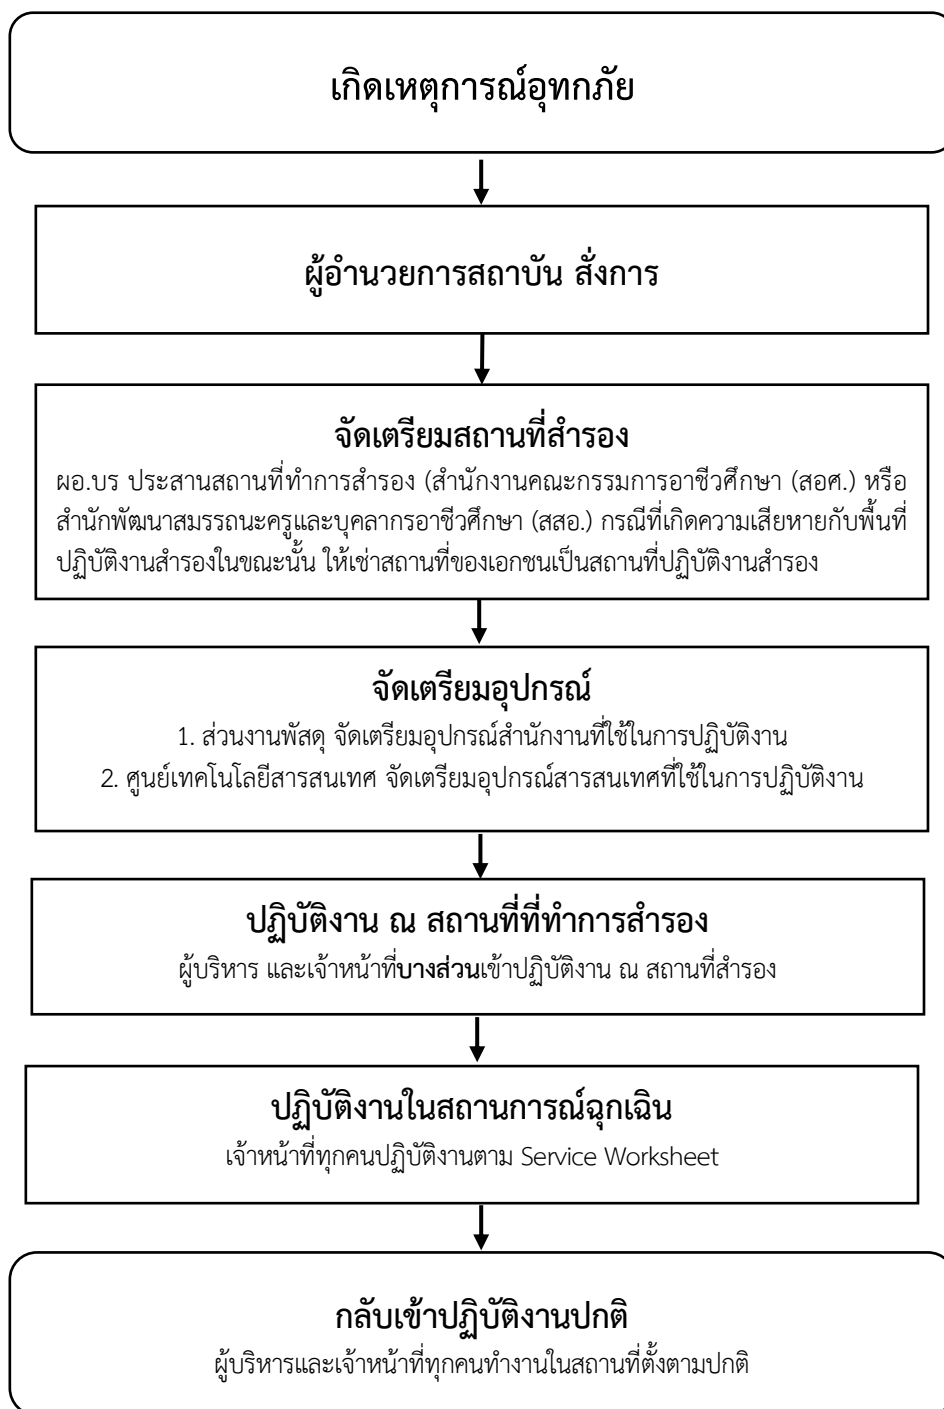 เกิดเหตุการณ์อุทกภัย
ผู้อำนวยการสถาบัน สั่งการ
จัดเตรียมสถานที่สำรอง
ผอ.บร ประสานสถานที่ทำการสำรอง (สำนักงานคณะกรรมการอาชีวศึกษา (สอศ.) หรือ
สำนักพัฒนาสมรรถนะครูและบุคลากรอาชีวศึกษา (สสอ.) กรณีที่เกิดความเสียหายกับพื้นที่
ปฏิบัติงานสำรองในขณะนั้น ให้เช่าสถานที่ของเอกชนเป็นสถานที่ปฏิบัติงานสำรอง
จัดเตรียมอุปกรณ์
1. ส่วนงานพัสดุ จัดเตรียมอุปกรณ์สำนักงานที่ใช้ในการปฏิบัติงาน
2. ศูนย์เทคโนโลยีสารสนเทศ จัดเตรียมอุปกรณ์สารสนเทศที่ใช้ในการปฏิบัติงาน
ปฏิบัติงาน ณ สถานที่ที่ทำการสำรอง
ผู้บริหาร และเจ้าหน้าที่บางส่วนเข้าปฏิบัติงาน ณ สถานที่สำรอง
ปฏิบัติงานในสถานการณ์ฉุกเฉิน
เจ้าหน้าที่ทุกคนปฏิบัติงานตาม Service Worksheet
กลับเข้าปฏิบัติงานปกติ
ผู้บริหารและเจ้าหน้าที่ทุกคนทำงานในสถานที่ตั้งตามปกติ